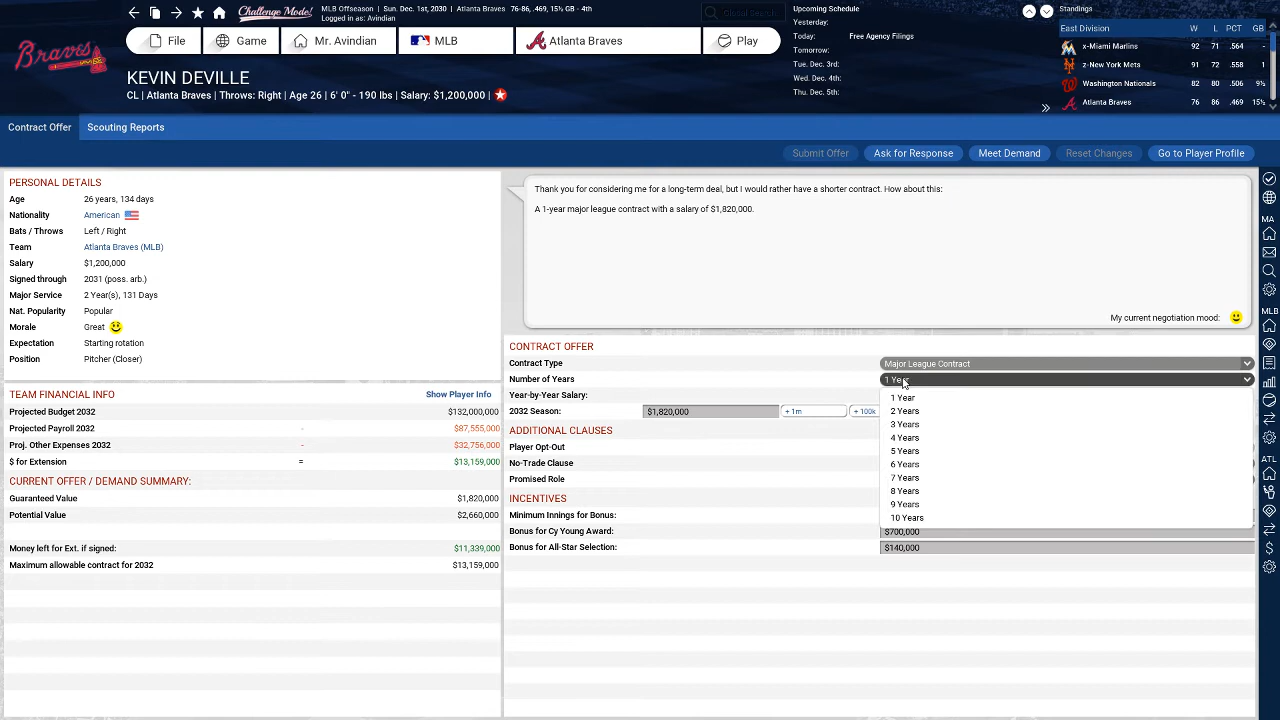 Challenge Mode!
MLB Offseason | Sun. Dec. 1st, 2030 | Atlanta Braves 76-86, .469, 15½ GB - 4th
Logged in as: Avindian
Global Search
Upcoming Schedule
Yesterday:
Today: Free Agency Filings
Tomorrow:
Tue. Dec. 3rd:
Wed. Dec. 4th:
Thu. Dec. 5th:
Standings
East Division W L PCT GB
x-Miami Marlins 92 71 .564 -
z-New York Mets 91 72 .558 1
Washington Nationals 82 80 .506 9½
Atlanta Braves 76 86 .469 15½
Braves
File
Game
Mr. Avindian
MLB
Atlanta Braves
Play
KEVIN DEVILLE
CL | Atlanta Braves | Throws: Right | Age 26 | 6' 0" - 190 lbs | Salary: $1,200,000 |
Contract Offer
Scouting Reports
Submit Offer
Ask for Response
Meet Demand
Reset Changes
Go to Player Profile
PERSONAL DETAILS
Age 26 years, 134 days
Nationality American
Bats / Throws Left / Right
Team Atlanta Braves (MLB)
Salary $1,200,000
Signed through 2031 (poss. arb.)
Major Service 2 Year(s), 131 Days
Nat. Popularity Popular
Morale Great
Expectation Starting rotation
Position Pitcher (Closer)
TEAM FINANCIAL INFO Show Player Info
Projected Budget 2032 $132,000,000
Projected Payroll 2032 - $87,555,000
Proj. Other Expenses 2032 - $32,756,000
$ for Extension = $13,159,000
CURRENT OFFER / DEMAND SUMMARY:
Guaranteed Value $1,820,000
Potential Value $2,660,000
Money left for Ext. if signed: $11,339,000
Maximum allowable contract for 2032 $13,159,000
Thank you for considering me for a long-term deal, but I would rather have a shorter contract. How about this:
A 1-year major league contract with a salary of $1,820,000.
My current negotiation mood:
CONTRACT OFFER
Contract Type Major League Contract
Number of Years 1 Year
Year-by-Year Salary:
2032 Season: $1,820,000 + 1m + 100k
ADDITIONAL CLAUSES
Player Opt-Out
No-Trade Clause
Promised Role
INCENTIVES
Minimum Innings for Bonus:
Bonus for Cy Young Award: $700,000
Bonus for All-Star Selection: $140,000
1 Year
2 Years
3 Years
4 Years
5 Years
6 Years
7 Years
8 Years
9 Years
10 Years
MA
MLB
ATL